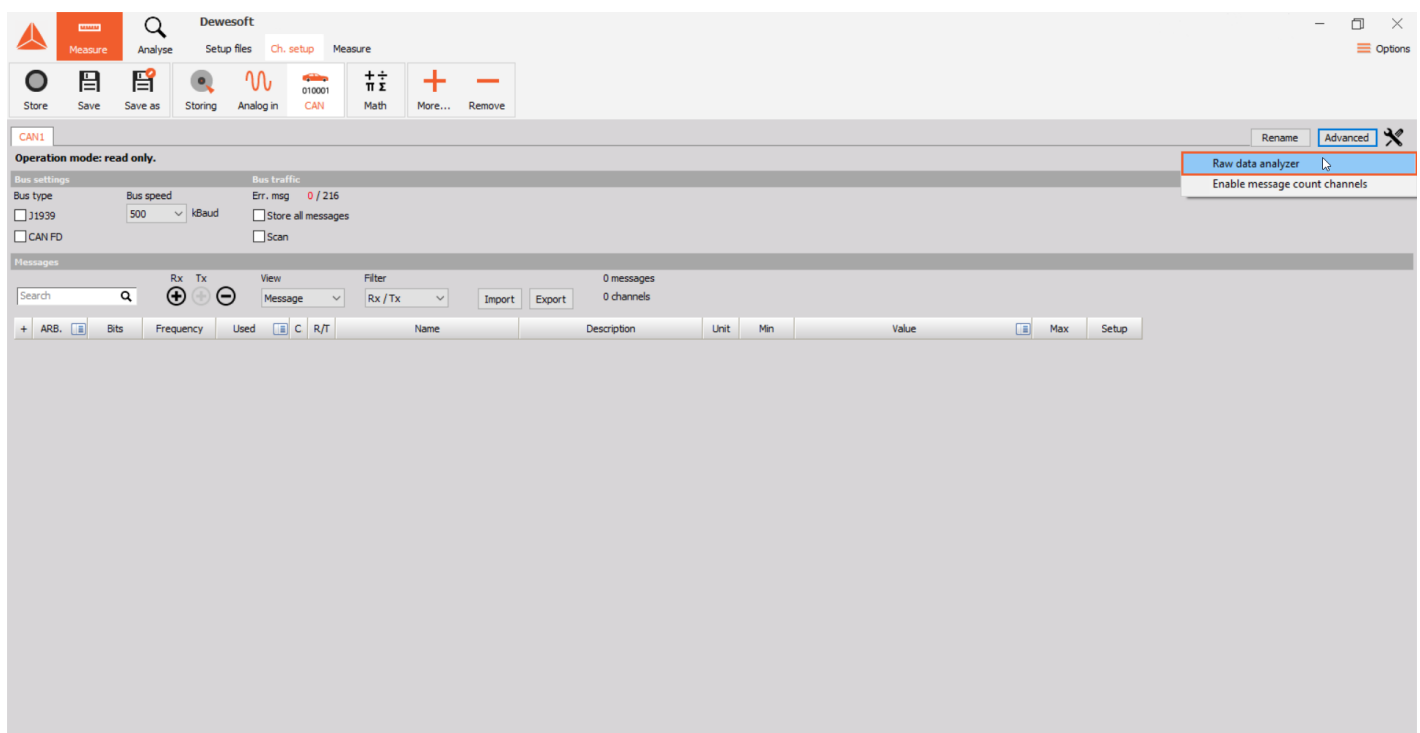 Dewesoft
Measure Analyse Setup files Ch. setup Measure
Options
010001
+ ÷
π Σ
Store Save Save as Storing Analog in CAN Math More... Remove
CAN1
Rename Advanced
Operation mode: read only.
Raw data analyzer
Bus settings Bus traffic
Enable message count channels
Bus type Bus speed Err. msg 0 / 216
J1939 500 kBaud Store all messages
CAN FD Scan
Messages
Rx Tx View Filter 0 messages
Search Message Rx / Tx Import Export 0 channels
+ ARB. Bits Frequency Used C R/T Name Description Unit Min Value Max Setup